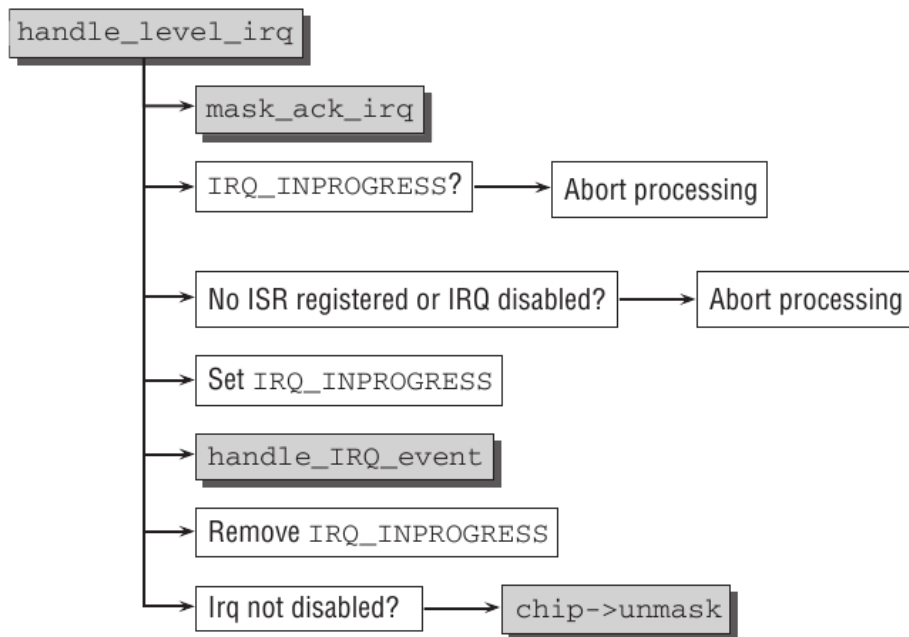 handle_level_irq
mask_ack_irq
IRQ_INPROGRESS?
Abort processing
No ISR registered or IRQ disabled?
Abort processing
Set IRQ_INPROGRESS
handle_IRQ_event
Remove IRQ_INPROGRESS
Irq not disabled?
chip->unmask